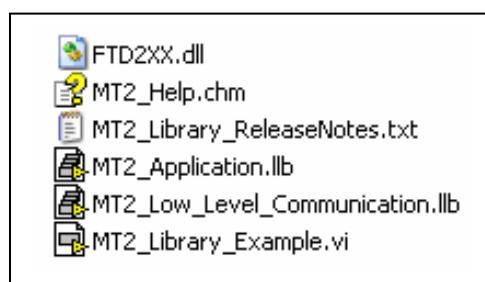 FTD2XX.dll
MT2_Help.chm
MT2_Library_ReleaseNotes.txt
MT2_Application.llb
MT2_Low_Level_Communication.llb
MT2_Library_Example.vi